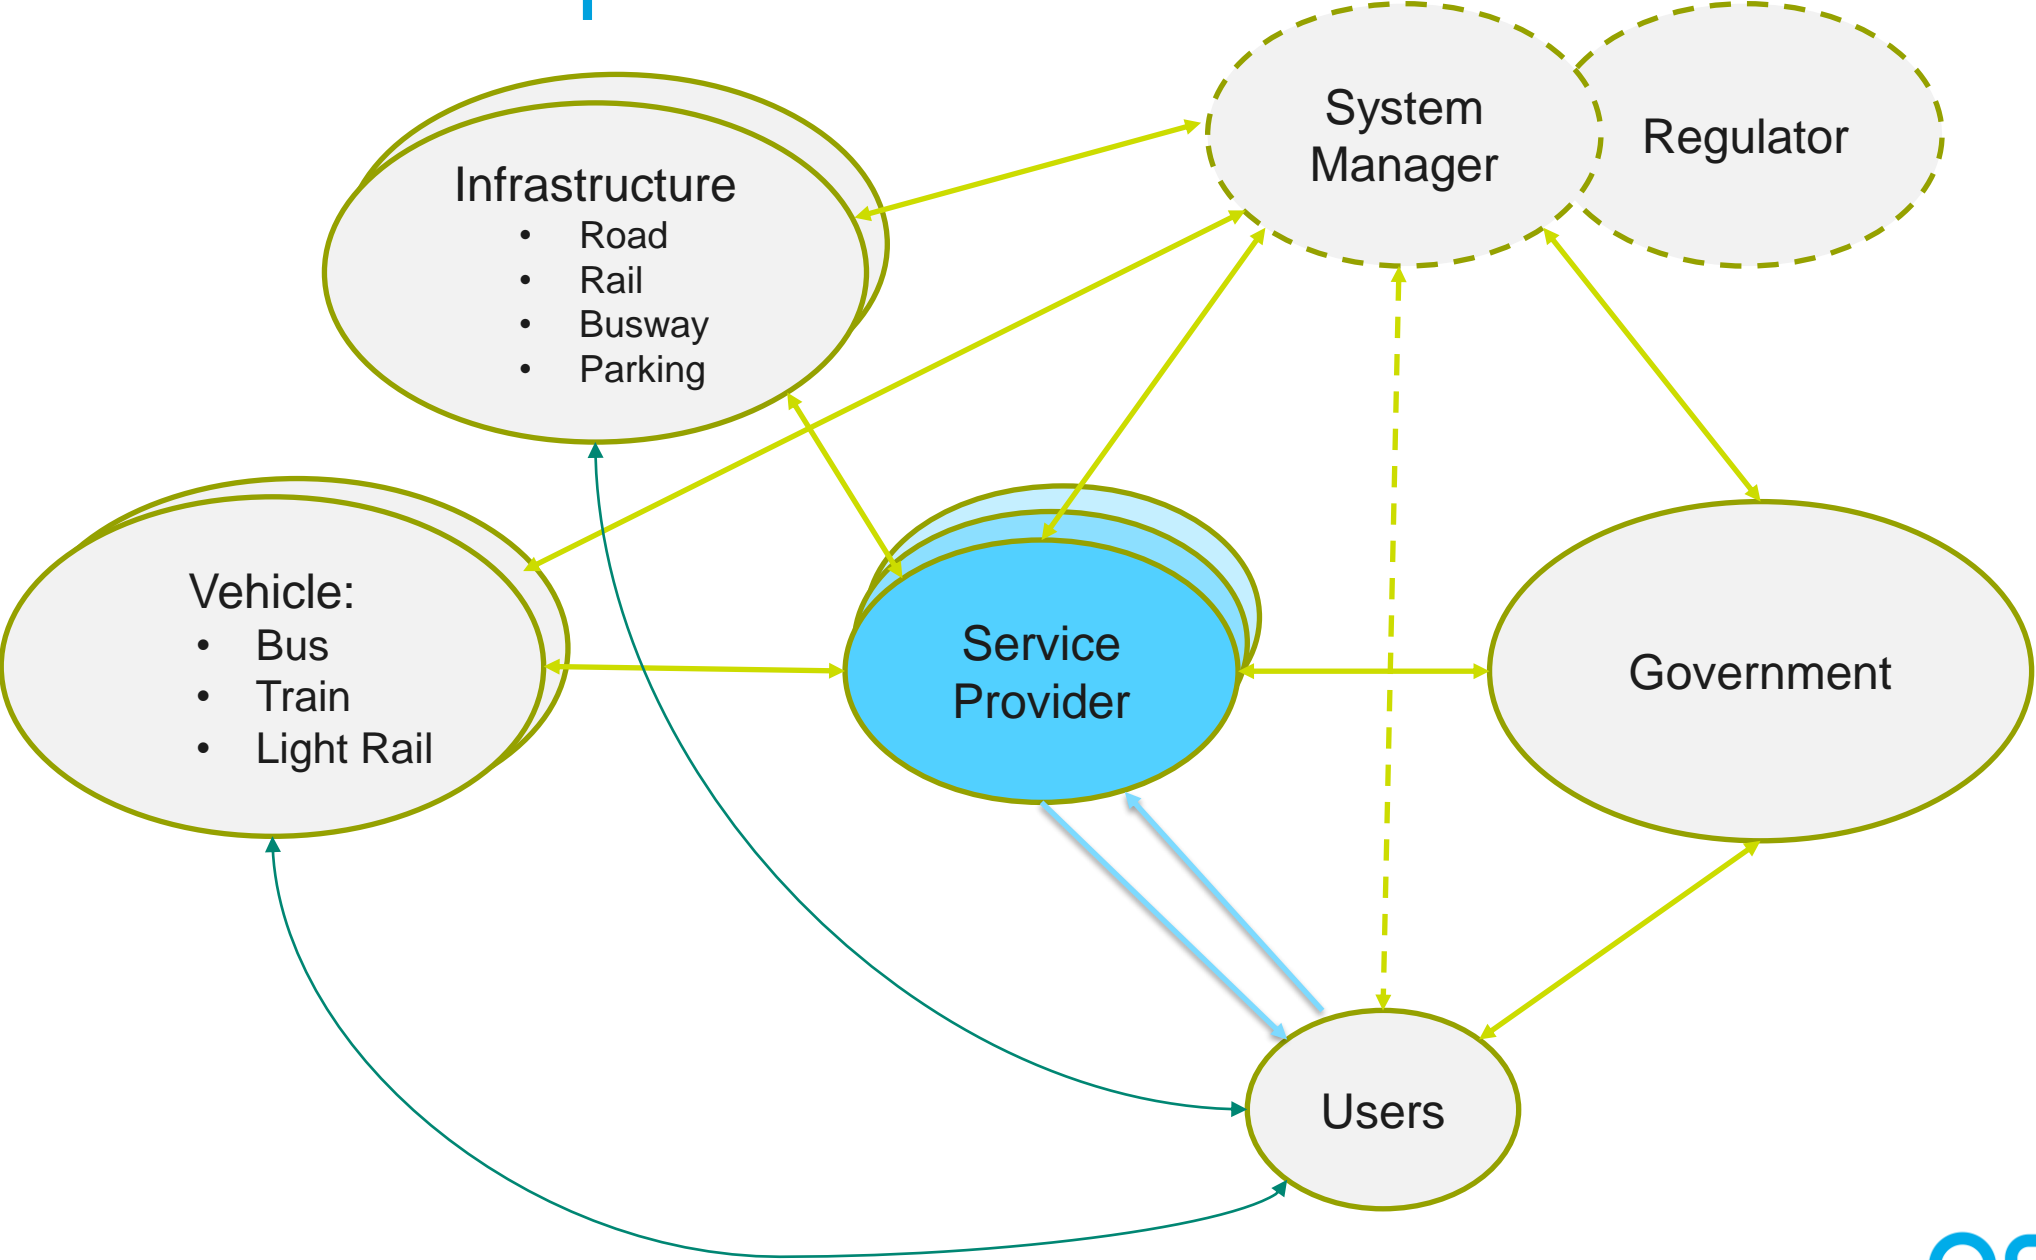 System
Manager
Regulator
Infrastructure
• Road
• Rail
• Busway
• Parking
Vehicle:
• Bus
• Train
• Light Rail
Service
Provider
Government
Users